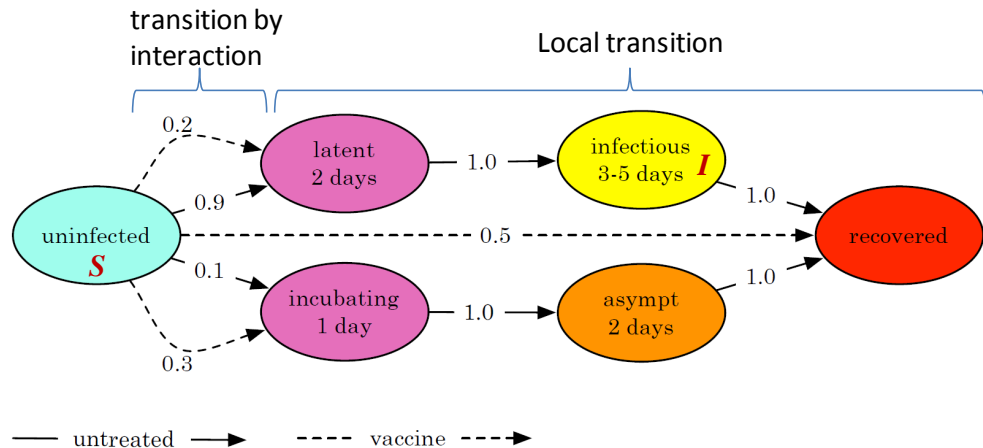 transition by
interaction
Local transition
0.2
latent
2 days
1.0
infectious
3-5 days I
1.0
0.9
uninfected
S
0.5
recovered
0.1
incubating
1 day
1.0
asympt
2 days
1.0
0.3
untreated
vaccine